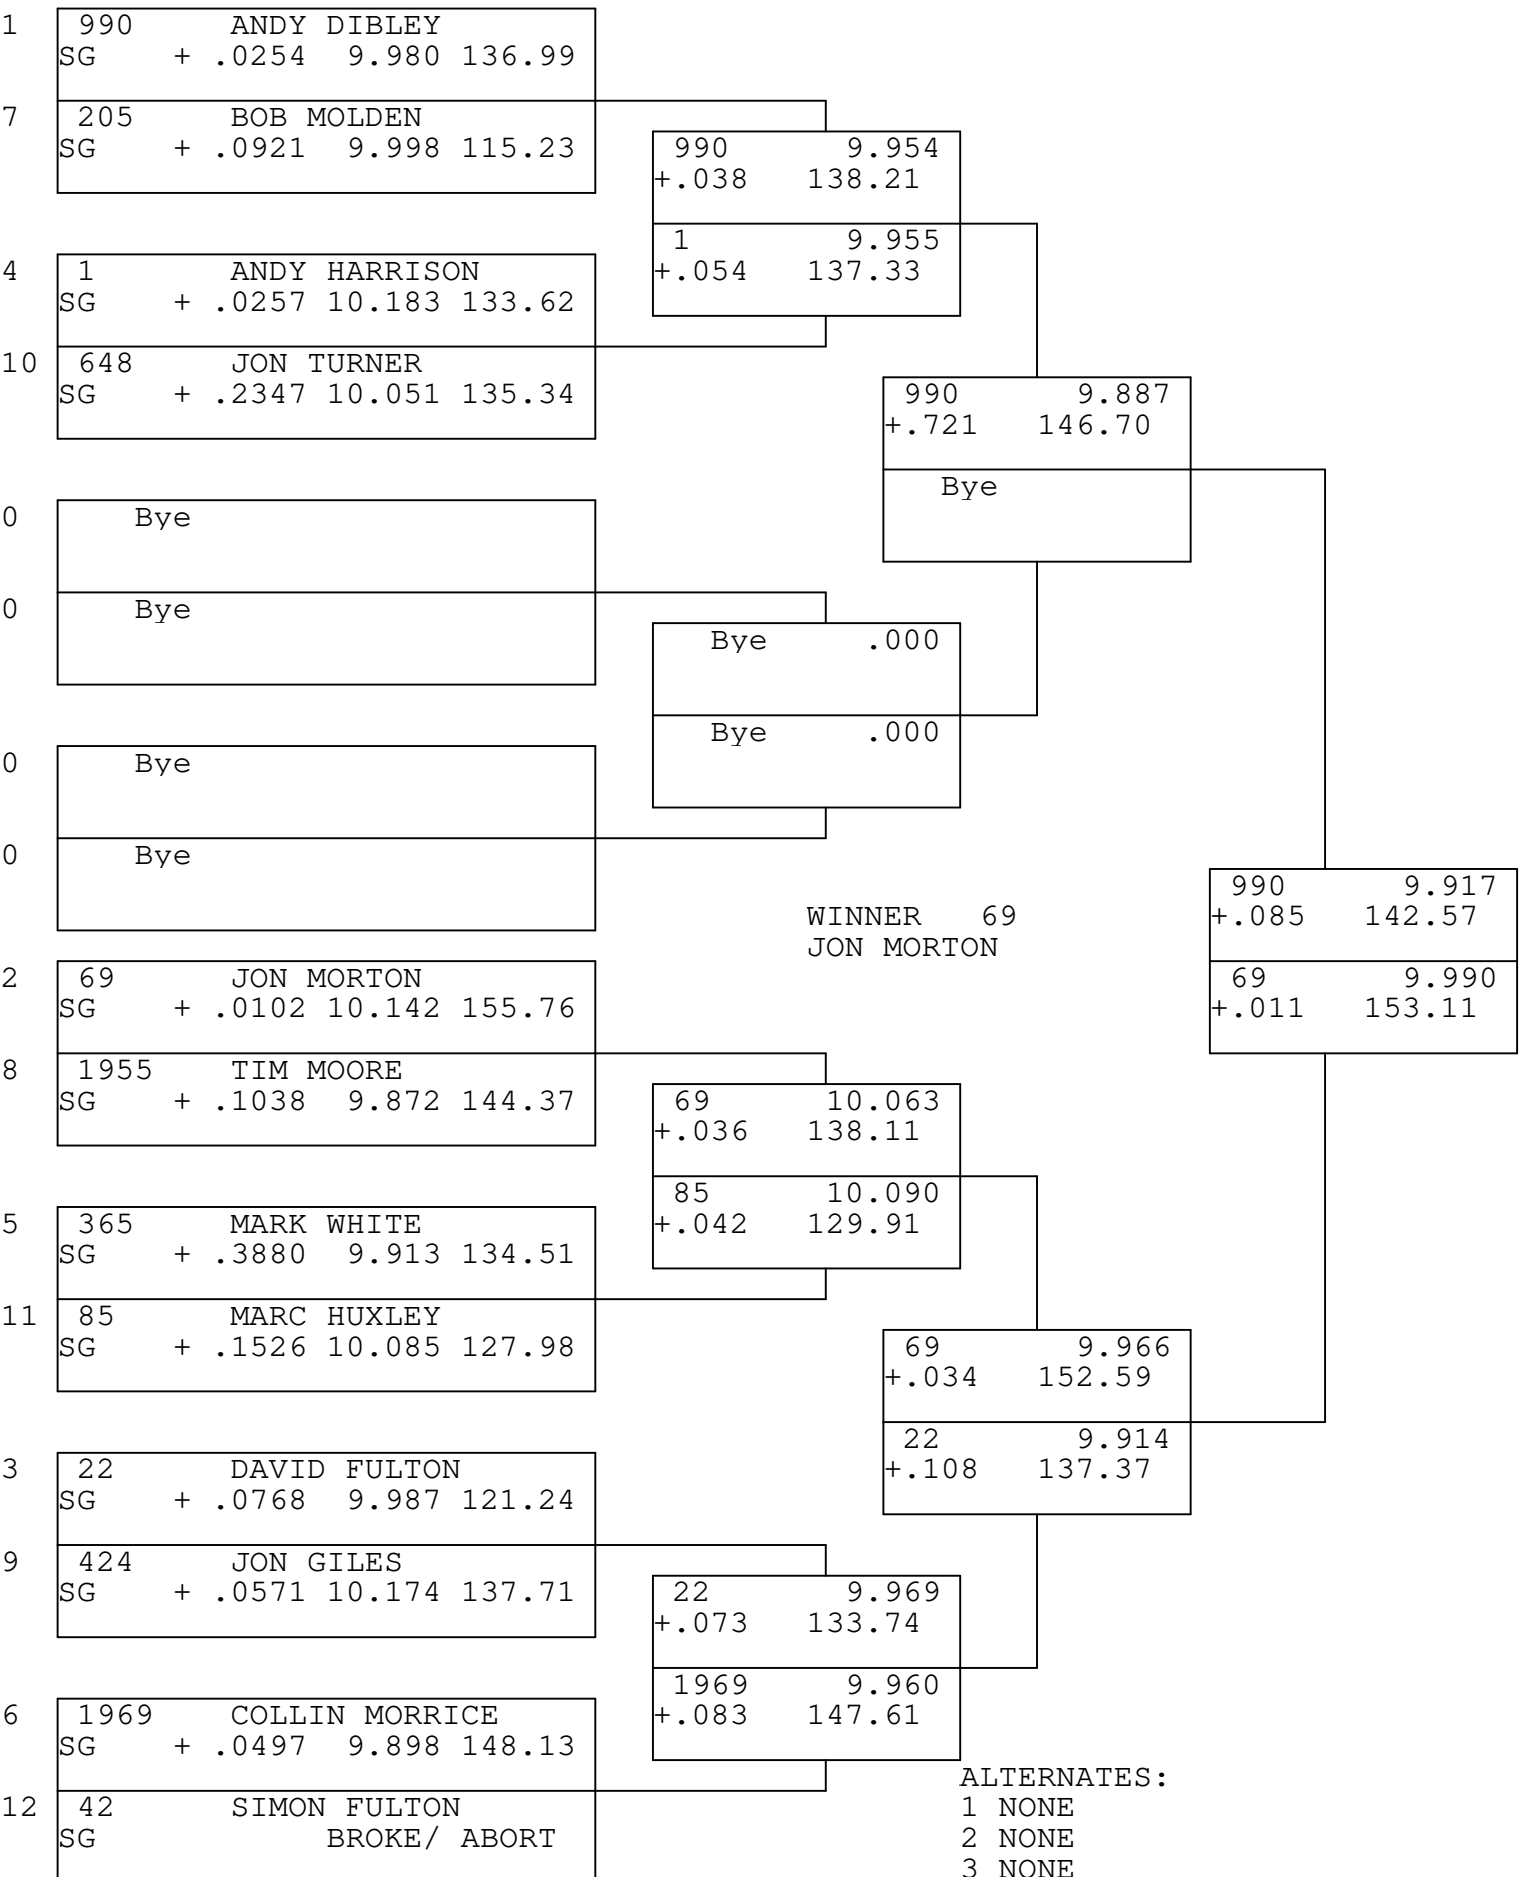 1 990 ANDY DIBLEY
SG + .0254 9.980 136.99
7 205 BOB MOLDEN
SG + .0921 9.998 115.23
990 9.954
+.038 138.21
1 9.955
+.054 137.33
4 1 ANDY HARRISON
SG + .0257 10.183 133.62
10 648 JON TURNER
SG + .2347 10.051 135.34
990 9.887
+.721 146.70
Bye
0 Bye
0 Bye
Bye .000
Bye .000
0 Bye
0 Bye
990 9.917
+.085 142.57
69 9.990
+.011 153.11
WINNER 69
JON MORTON
2 69 JON MORTON
SG + .0102 10.142 155.76
8 1955 TIM MOORE
SG + .1038 9.872 144.37
69 10.063
+.036 138.11
85 10.090
+.042 129.91
5 365 MARK WHITE
SG + .3880 9.913 134.51
11 85 MARC HUXLEY
SG + .1526 10.085 127.98
69 9.966
+.034 152.59
22 9.914
+.108 137.37
3 22 DAVID FULTON
SG + .0768 9.987 121.24
9 424 JON GILES
SG + .0571 10.174 137.71
22 9.969
+.073 133.74
1969 9.960
+.083 147.61
6 1969 COLLIN MORRICE
SG + .0497 9.898 148.13
12 42 SIMON FULTON
SG BROKE/ ABORT
ALTERNATES:
1 NONE
2 NONE
3 NONE